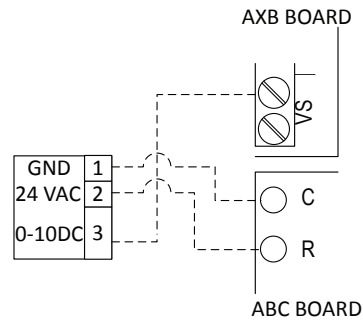 AXB BOARD
VS
GND 1
24 VAC 2
0-10DC 3
C
R
ABC BOARD